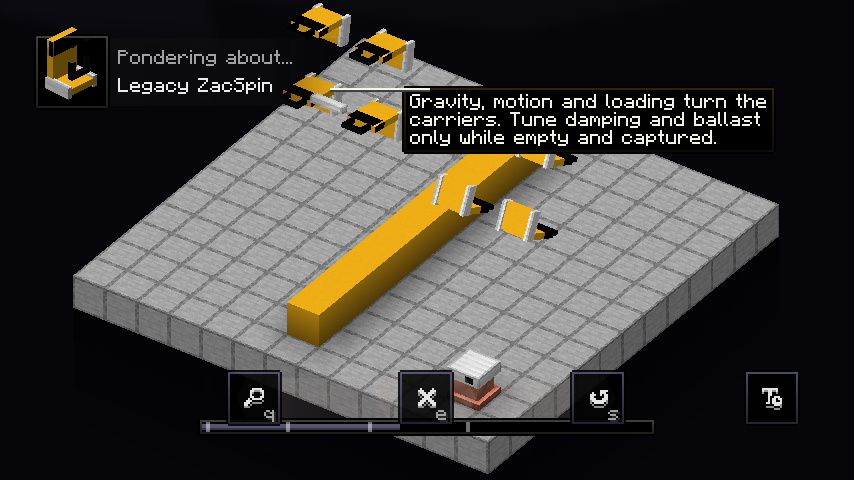 Pondering about...
Legacy ZacSpin
Gravity, motion and loading turn the
carriers. Tune damping and ballast
only while empty and captured.
q
e
s
T